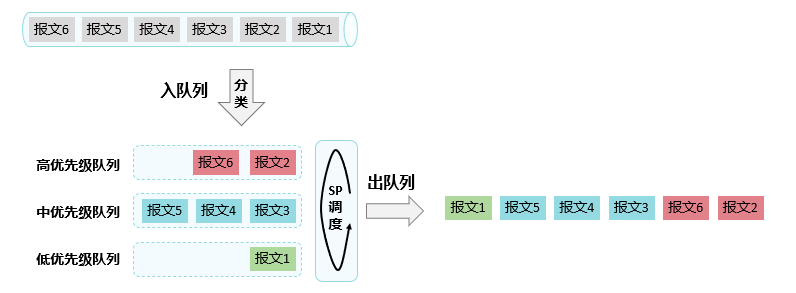 报文6 报文5 报文4 报文3 报文2 报文1
入队列
分类
高优先级队列 报文6 报文2
中优先级队列 报文5 报文4 报文3
低优先级队列 报文1
SP调度
出队列
报文1 报文5 报文4 报文3 报文6 报文2